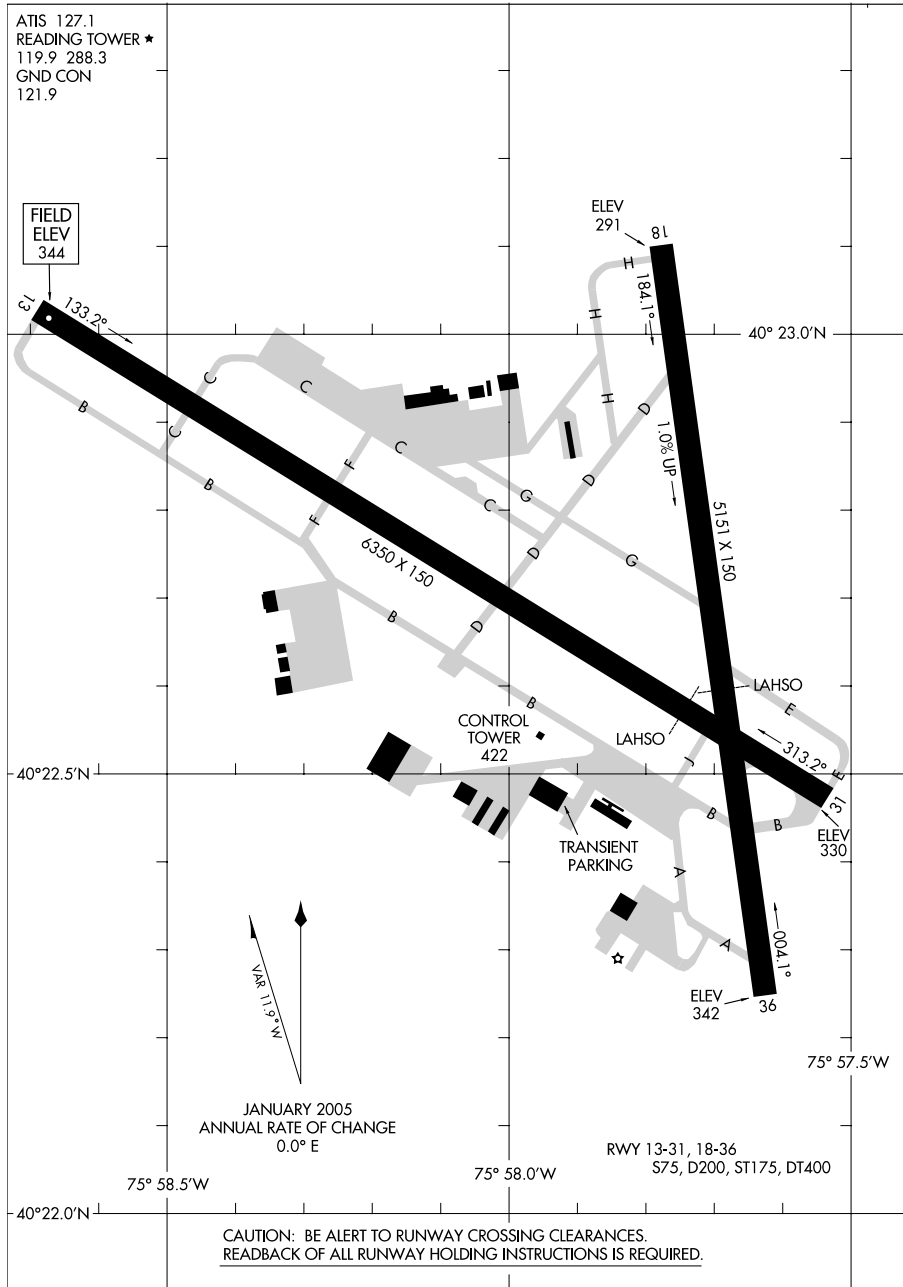 ATIS 127.1
READING TOWER ★
119.9 288.3
GND CON
121.9
FIELD
ELEV
344
ELEV
291
18
H
13
133.2°
184.1°
H
40° 23.0'N
C
C
B
H
D
C
1.0% UP
C
F
D
B
G
C
5151 X 150
F
6350 X 150
D
G
B
D
LAHSO
B
E
CONTROL
TOWER
422
LAHSO
313.2°
40°22.5'N
J
E
31
B
B
ELEV
330
TRANSIENT
PARKING
A
A
004.1°
ELEV
342
36
VAR 11.9° W
75° 57.5'W
JANUARY 2005
ANNUAL RATE OF CHANGE
0.0° E
RWY 13-31, 18-36
S75, D200, ST175, DT400
75° 58.5'W
75° 58.0'W
40°22.0'N
CAUTION: BE ALERT TO RUNWAY CROSSING CLEARANCES.
READBACK OF ALL RUNWAY HOLDING INSTRUCTIONS IS REQUIRED.